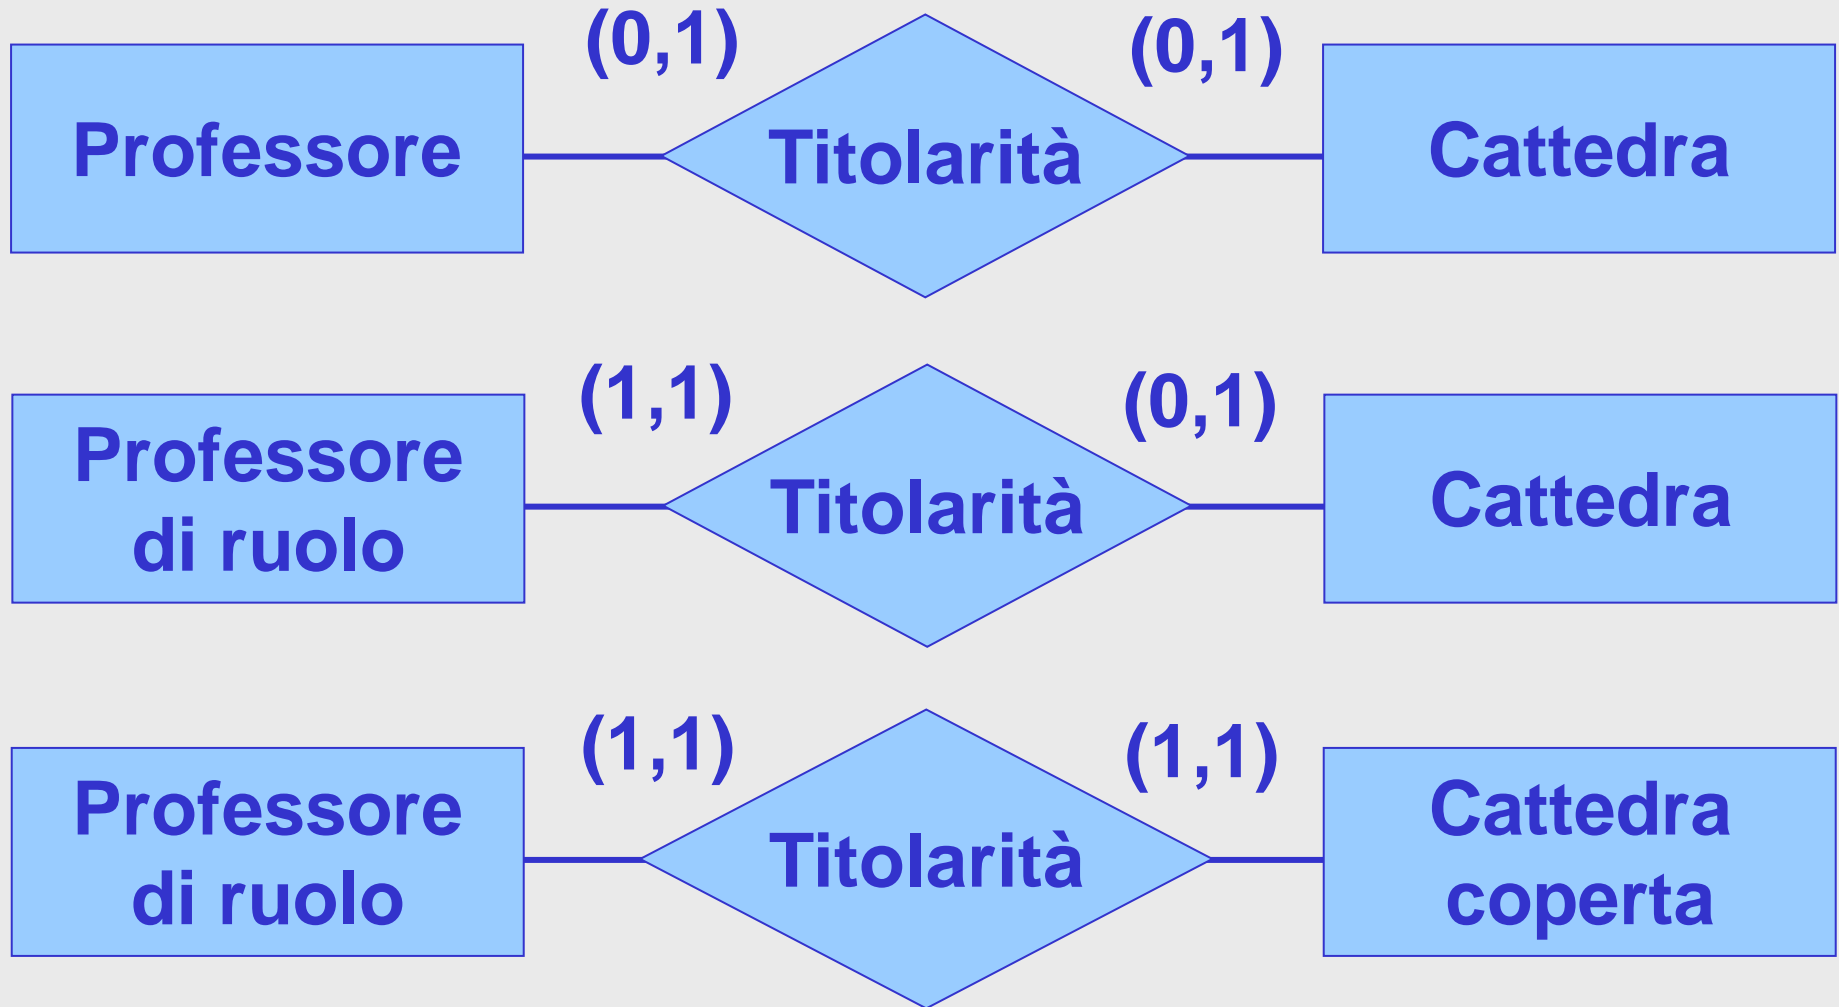 (0,1)
(0,1)
Professore
Titolarità
Cattedra
(1,1)
(0,1)
Professore
di ruolo
Titolarità
Cattedra
(1,1)
(1,1)
Professore
di ruolo
Titolarità
Cattedra
coperta